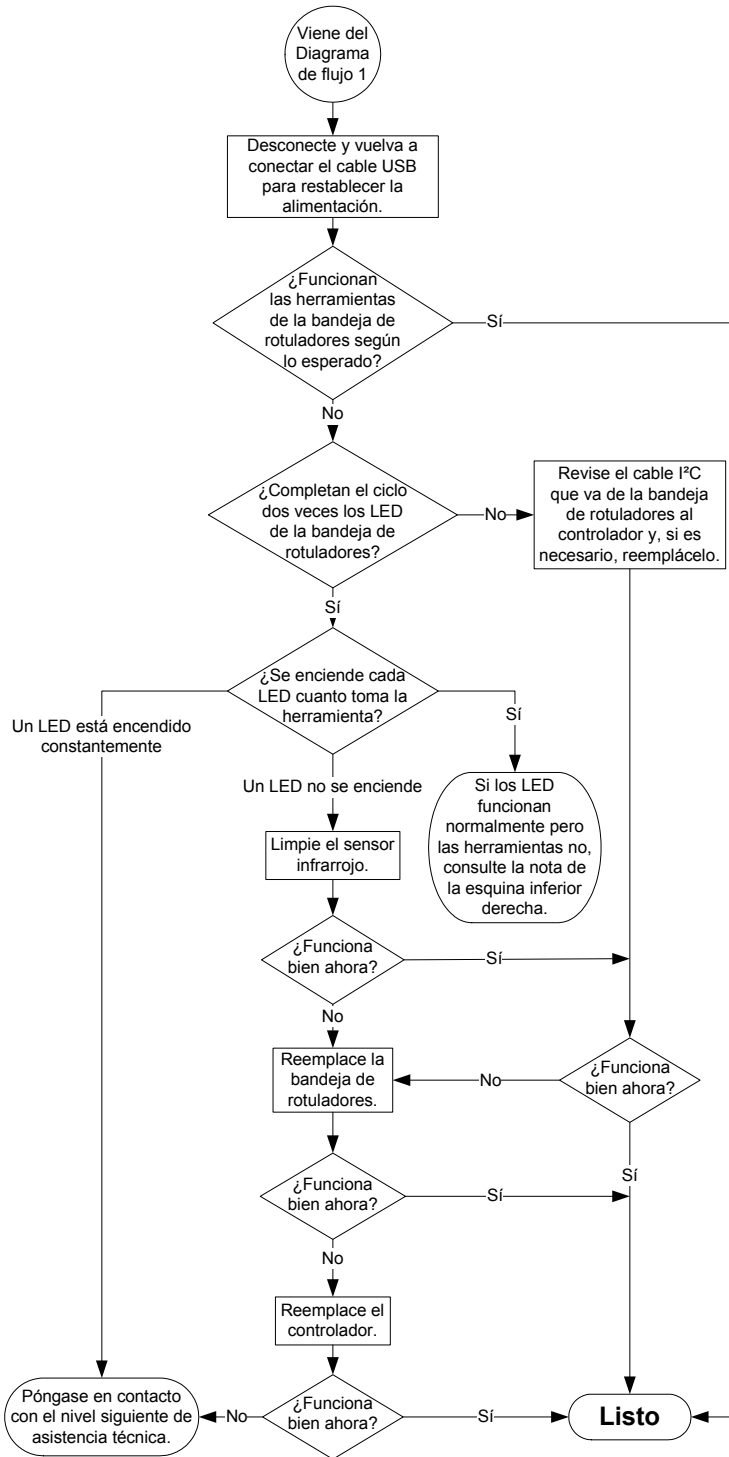 Viene del
Diagrama
de flujo 1
Desconecte y vuelva a
conectar el cable USB
para restablecer la
alimentación.
¿Funcionan
las herramientas
de la bandeja de
rotuladores según
lo esperado?
Sí
No
¿Completan el ciclo
dos veces los LED
de la bandeja de
rotuladores?
No
Revise el cable I²C
que va de la bandeja
de rotuladores al
controlador y, si es
necesario, reemplácelo.
Sí
¿Se enciende cada
LED cuanto toma la
herramienta?
Un LED está encendido
constantemente
Sí
Un LED no se enciende
Si los LED
funcionan
normalmente pero
las herramientas no,
consulte la nota de
la esquina inferior
derecha.
Limpie el sensor
infrarrojo.
¿Funciona
bien ahora?
Sí
No
Reemplace la
bandeja de
rotuladores.
No
¿Funciona
bien ahora?
Sí
¿Funciona
bien ahora?
Sí
No
Reemplace el
controlador.
Póngase en contacto
con el nivel siguiente de
asistencia técnica.
No
¿Funciona
bien ahora?
Sí
Listo